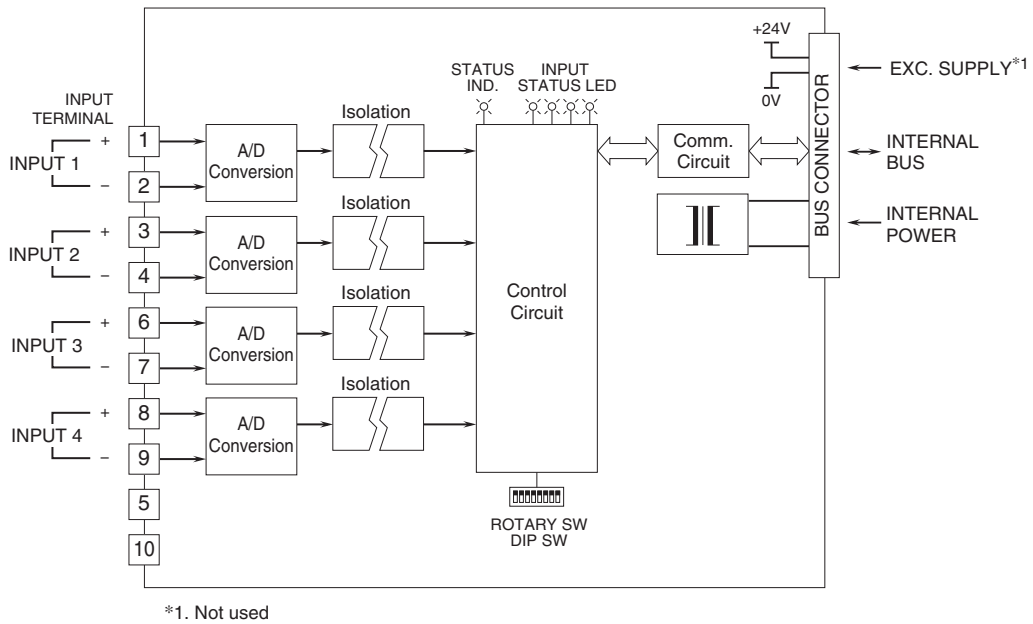 +24V
0V
EXC. SUPPLY*1
STATUS
IND.
INPUT
STATUS LED
INPUT
TERMINAL
INPUT 1
+
−
1
2
A/D
Conversion
Isolation
INPUT 2
+
−
3
4
A/D
Conversion
Isolation
INPUT 3
+
−
6
7
A/D
Conversion
Isolation
INPUT 4
+
−
8
9
A/D
Conversion
Isolation
5
10
Control
Circuit
Comm.
Circuit
BUS CONNECTOR
INTERNAL
BUS
INTERNAL
POWER
ROTARY SW
DIP SW
*1. Not used